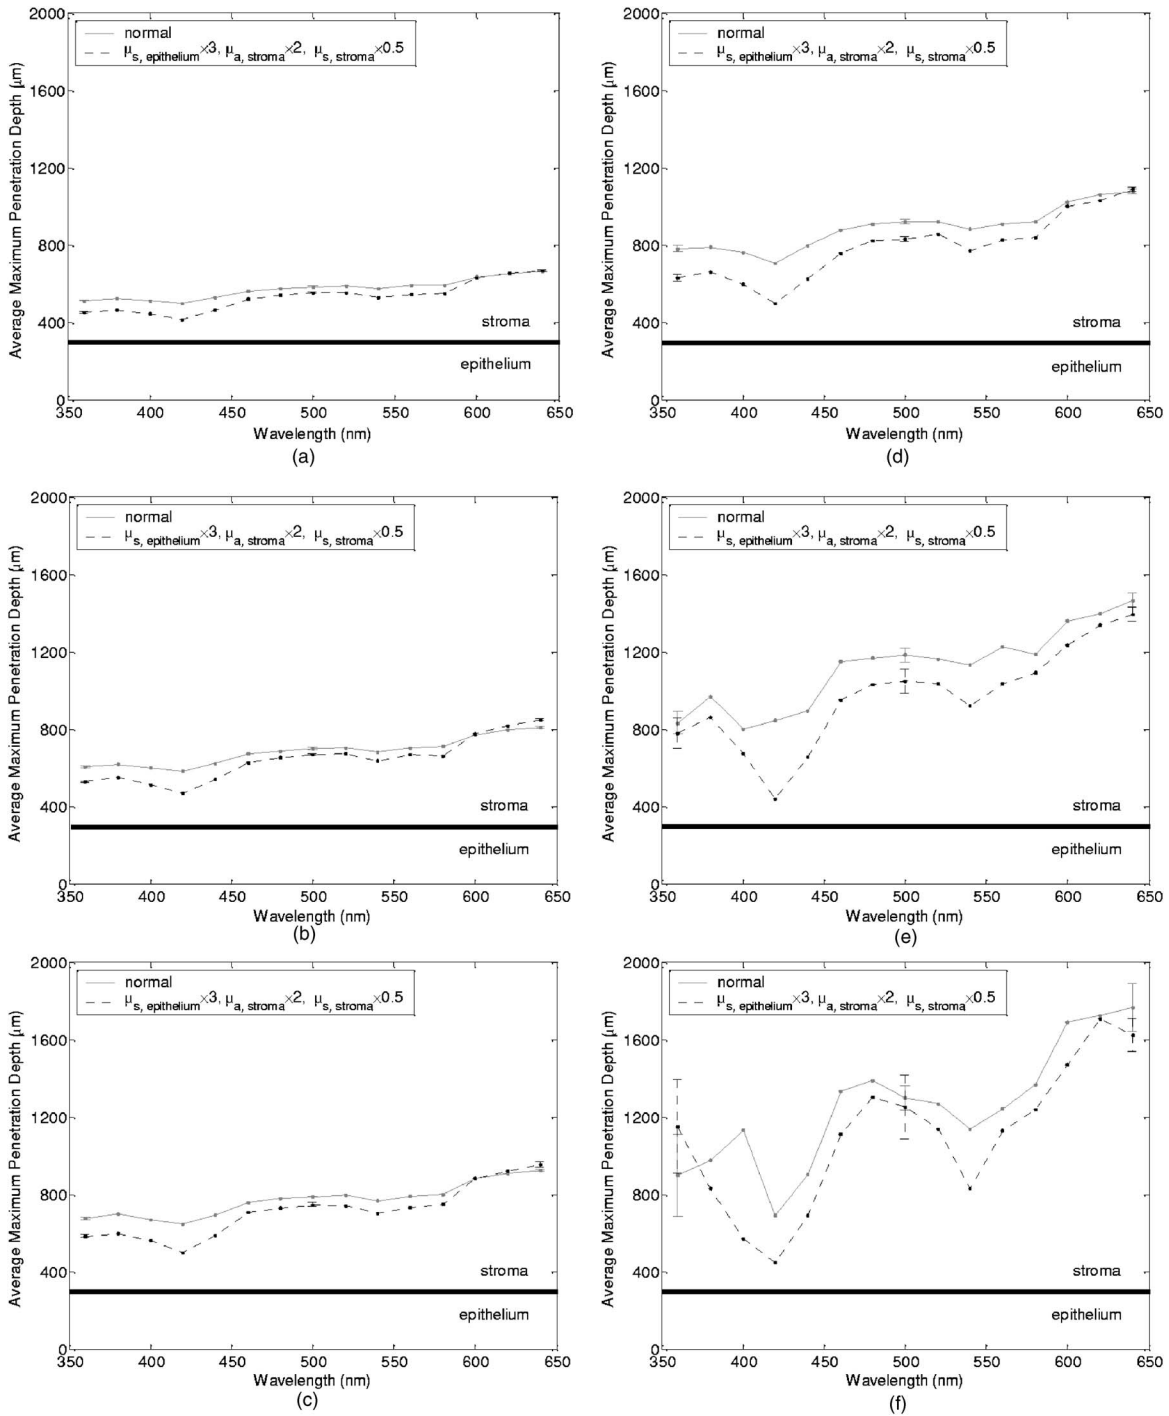 2000
1600
1200
800
400
0
Average Maximum Penetration Depth (μm)
normal
μs, epithelium×3, μa, stroma×2, μs, stroma×0.5
stroma
epithelium
350 400 450 500 550 600 650
Wavelength (nm)
(a)
2000
1600
1200
800
400
0
Average Maximum Penetration Depth (μm)
normal
μs, epithelium×3, μa, stroma×2, μs, stroma×0.5
stroma
epithelium
350 400 450 500 550 600 650
Wavelength (nm)
(d)
2000
1600
1200
800
400
0
Average Maximum Penetration Depth (μm)
normal
μs, epithelium×3, μa, stroma×2, μs, stroma×0.5
stroma
epithelium
350 400 450 500 550 600 650
Wavelength (nm)
(b)
2000
1600
1200
800
400
0
Average Maximum Penetration Depth (μm)
normal
μs, epithelium×3, μa, stroma×2, μs, stroma×0.5
stroma
epithelium
350 400 450 500 550 600 650
Wavelength (nm)
(e)
2000
1600
1200
800
400
0
Average Maximum Penetration Depth (μm)
normal
μs, epithelium×3, μa, stroma×2, μs, stroma×0.5
stroma
epithelium
350 400 450 500 550 600 650
Wavelength (nm)
(c)
2000
1600
1200
800
400
0
Average Maximum Penetration Depth (μm)
normal
μs, epithelium×3, μa, stroma×2, μs, stroma×0.5
stroma
epithelium
350 400 450 500 550 600 650
Wavelength (nm)
(f)